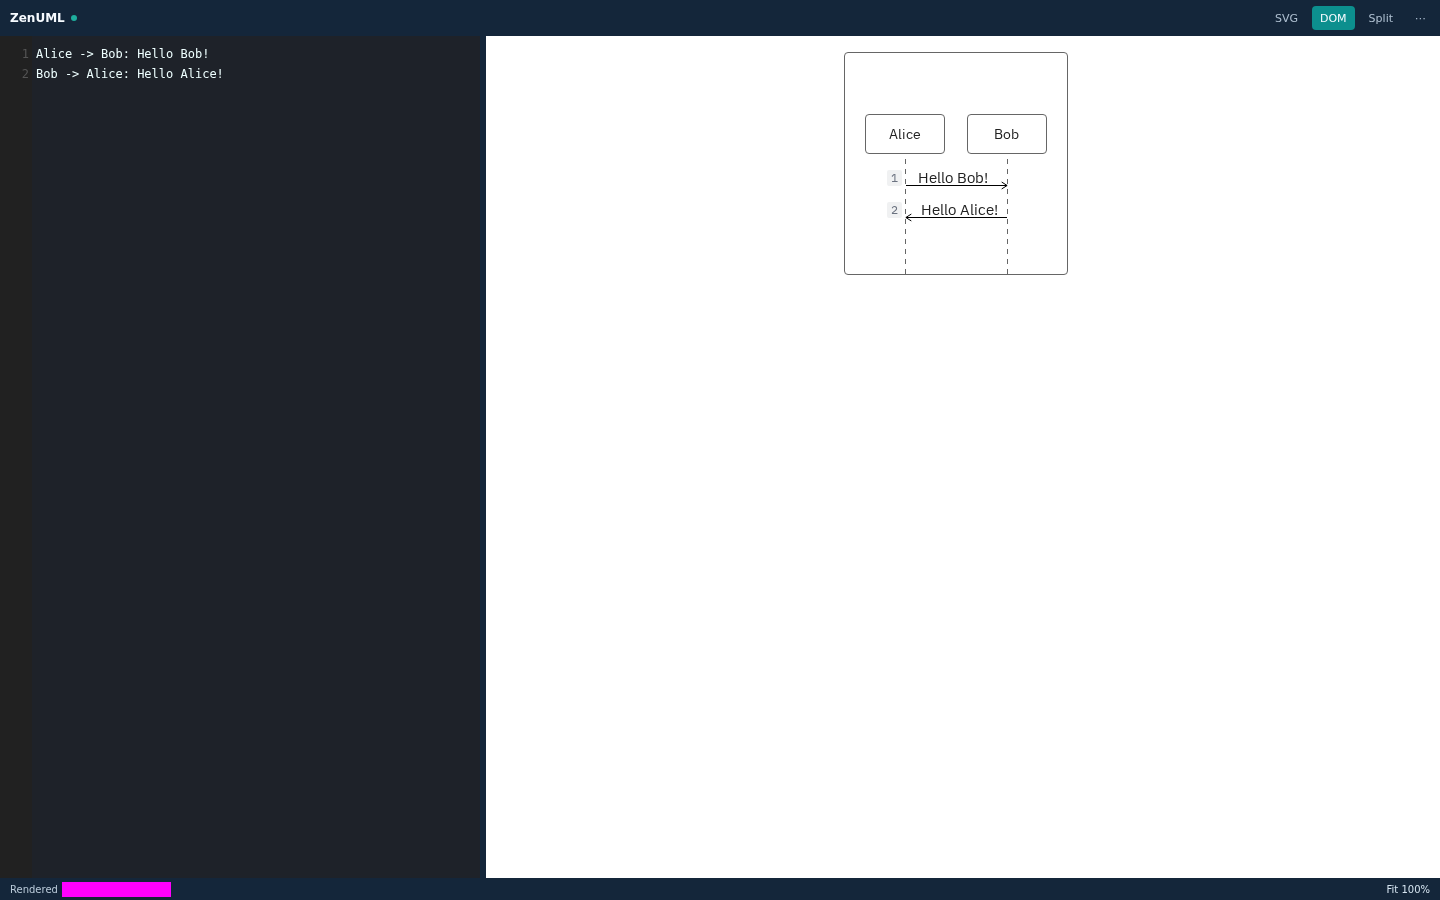 ZenUML
SVG DOM Split ···
1 Alice -> Bob: Hello Bob!
2 Bob -> Alice: Hello Alice!
Alice Bob
1 Hello Bob!
2 Hello Alice!
Rendered
Fit 100%